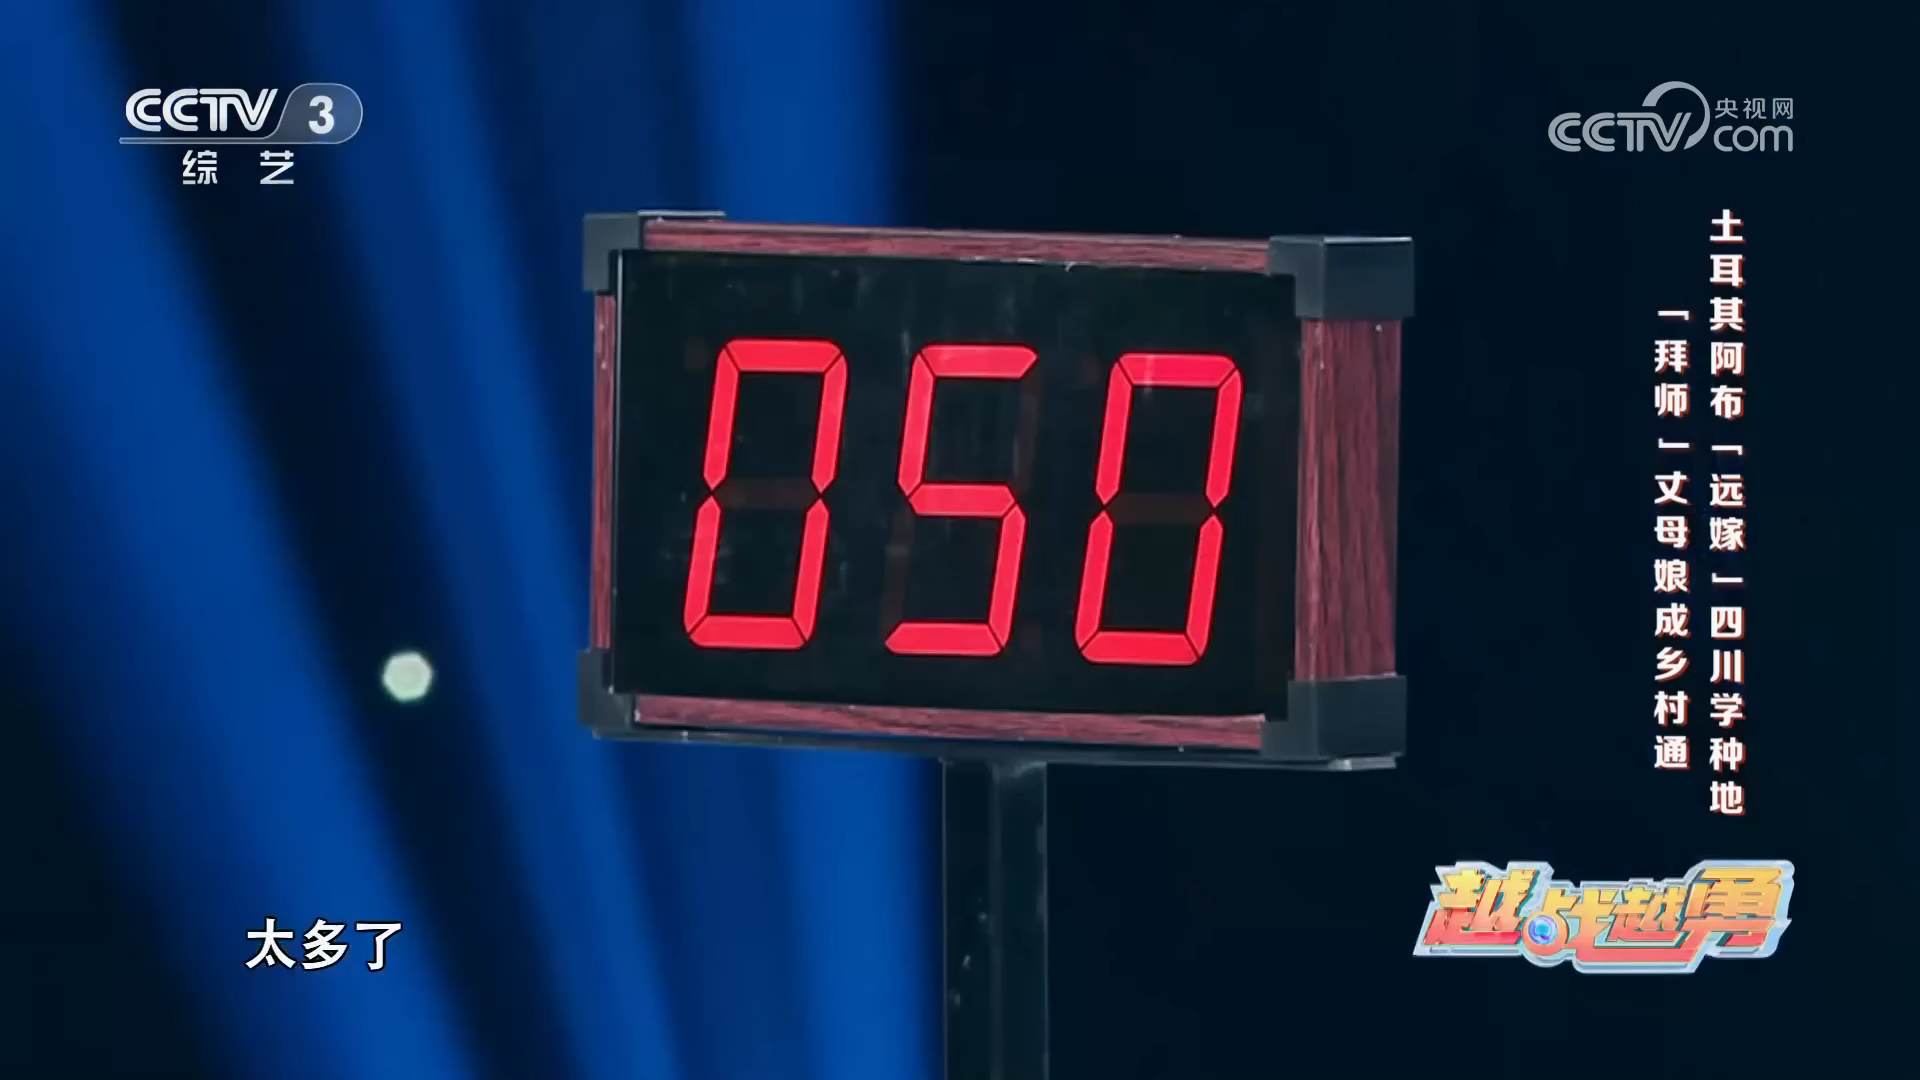 CCTV 3
综艺
央视网
CCTV com
土耳其阿布「远嫁」四川学种地
「拜师」丈母娘成乡村通
050
太多了
越战越勇